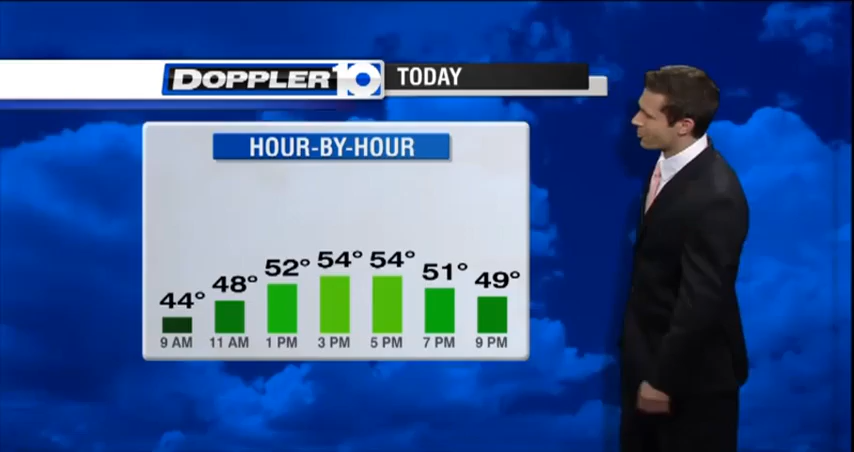 DOPPLER 10 TODAY
HOUR-BY-HOUR
44° 48° 52° 54° 54° 51° 49°
9 AM 11 AM 1 PM 3 PM 5 PM 7 PM 9 PM